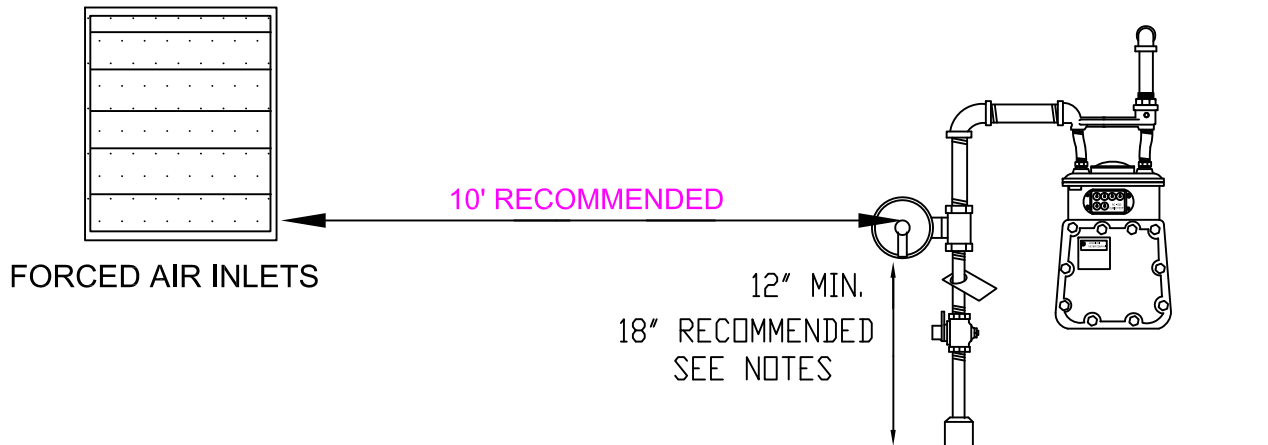 10' RECOMMENDED
FORCED AIR INLETS
12" MIN.
18" RECOMMENDED
SEE NOTES